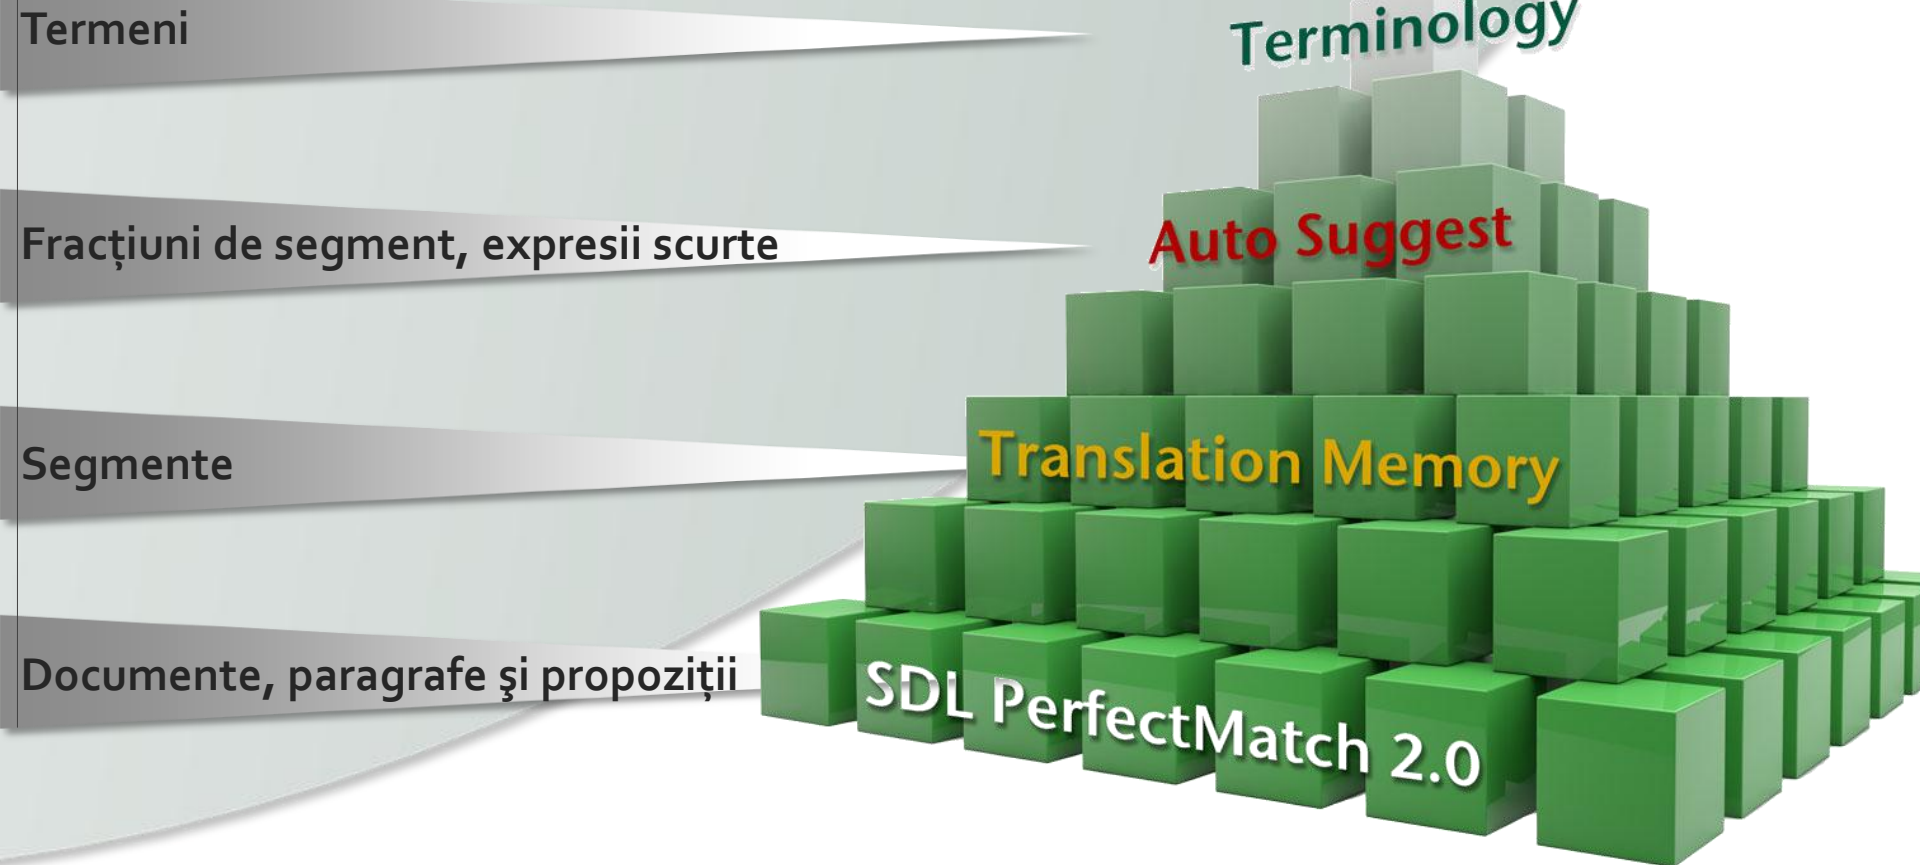 Termeni
Terminology
Fracțiuni de segment, expresii scurte
Auto Suggest
Segmente
Translation Memory
Documente, paragrafe şi propoziții
SDL PerfectMatch 2.0